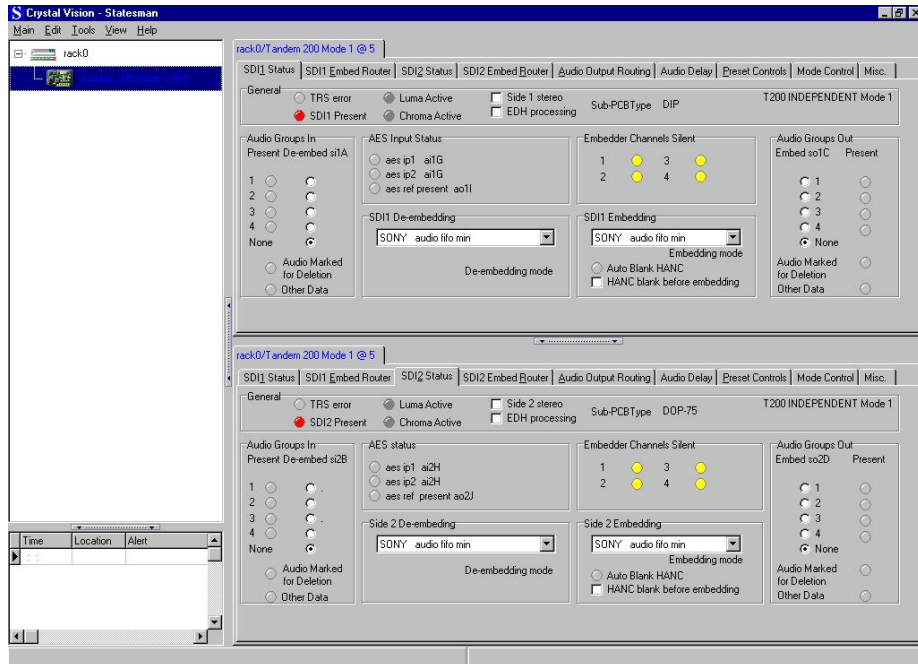 Crystal Vision - Statesman
Main Edit Tools View Help
rack0
Tandem 200 Mode 1 @ 5
rack0/Tandem 200 Mode 1 @ 5
SDI1 Status SDI1 Embed Router SDI2 Status SDI2 Embed Router Audio Output Routing Audio Delay Preset Controls Mode Control Misc.
General
TRS error Luma Active Side 1 stereo Sub-PCBType DIP T200 INDEPENDENT Mode 1
SDI1 Present Chroma Active EDH processing
Audio Groups In
Present De-embed si1A
1
2
3
4
None
Audio Marked
for Deletion
Other Data
AES Input Status
aes ip1 ai1G
aes ip2 ai1G
aes ref present ao1I
SDI1 De-embedding
SONY audio fifo min
De-embedding mode
Embedder Channels Silent
1 3
2 4
SDI1 Embedding
SONY audio fifo min
Embedding mode
Auto Blank HANC
HANC blank before embedding
Audio Groups Out
Embed so1C Present
1
2
3
4
None
Audio Marked
for Deletion
Other Data
rack0/Tandem 200 Mode 1 @ 5
SDI1 Status SDI1 Embed Router SDI2 Status SDI2 Embed Router Audio Output Routing Audio Delay Preset Controls Mode Control Misc.
General
TRS error Luma Active Side 2 stereo Sub-PCBType DOP-75 T200 INDEPENDENT Mode 1
SDI2 Present Chroma Active EDH processing
Audio Groups In
Present De-embed si2B
1 .
2
3 .
4
None
Audio Marked
for Deletion
Other Data
AES status
aes ip1 ai2H
aes ip2 ai2H
aes ref present ao2J
Side 2 De-embeding
SONY audio fifo min
De-embedding mode
Embedder Channels Silent
1 3
2 4
Side 2 Embedding
SONY audio fifo min
Embedding mode
Auto Blank HANC
HANC blank before embedding
Audio Groups Out
Embed so2D Present
1
2
3
4
None
Audio Marked
for Deletion
Other Data
Time Location Alert
: :